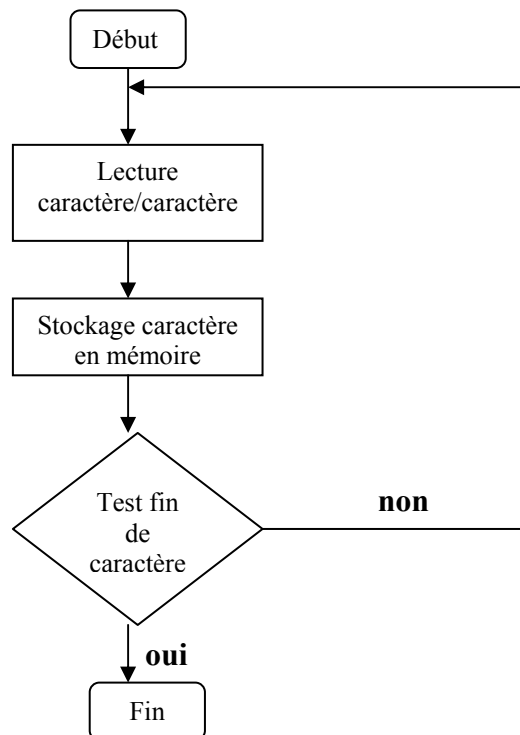 Début
Lecture
caractère/caractère
Stockage caractère
en mémoire
Test fin
de
caractère
non
oui
Fin